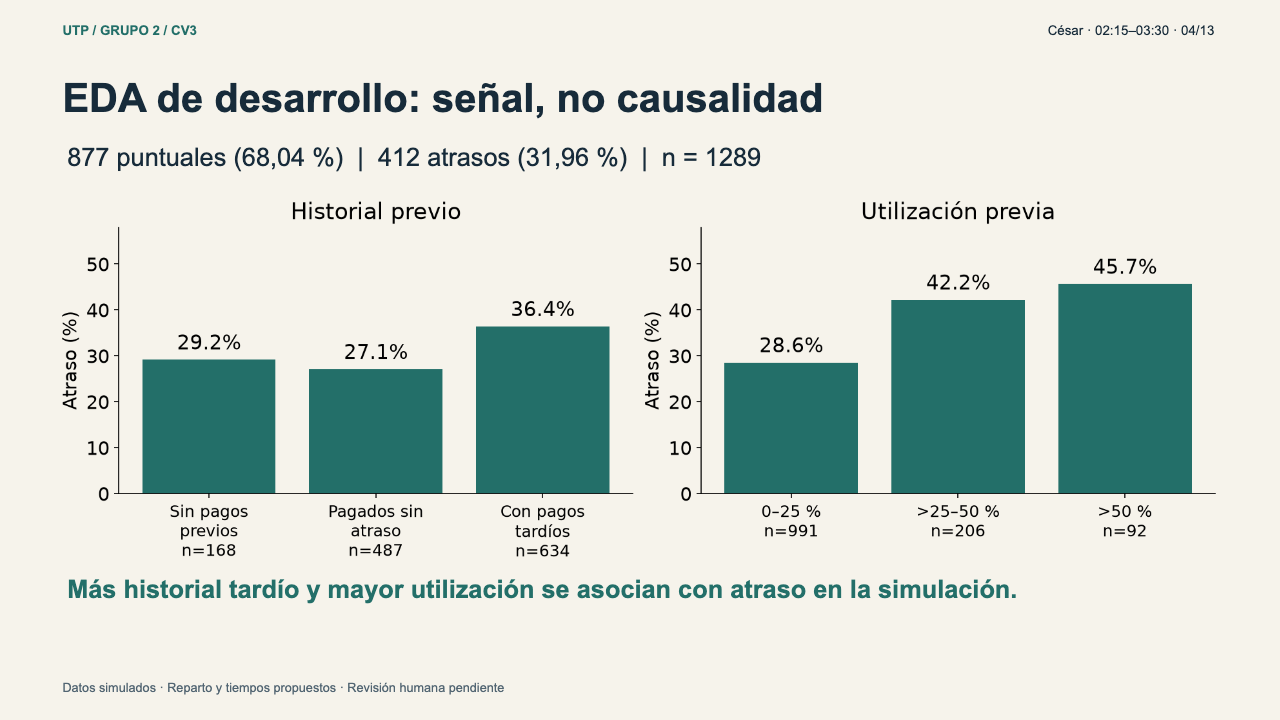 UTP / GRUPO 2 / CV3
César · 02:15–03:30 · 04/13
EDA de desarrollo: señal, no causalidad
877 puntuales (68,04 %) | 412 atrasos (31,96 %) | n = 1289
Historial previo
Atraso (%)
50
40
30
20
10
0
29.2%
27.1%
36.4%
Sin pagos
previos
n=168
Pagados sin
atraso
n=487
Con pagos
tardíos
n=634
Utilización previa
Atraso (%)
50
40
30
20
10
0
28.6%
42.2%
45.7%
0–25 %
n=991
>25–50 %
n=206
>50 %
n=92
Más historial tardío y mayor utilización se asocian con atraso en la simulación.
Datos simulados · Reparto y tiempos propuestos · Revisión humana pendiente